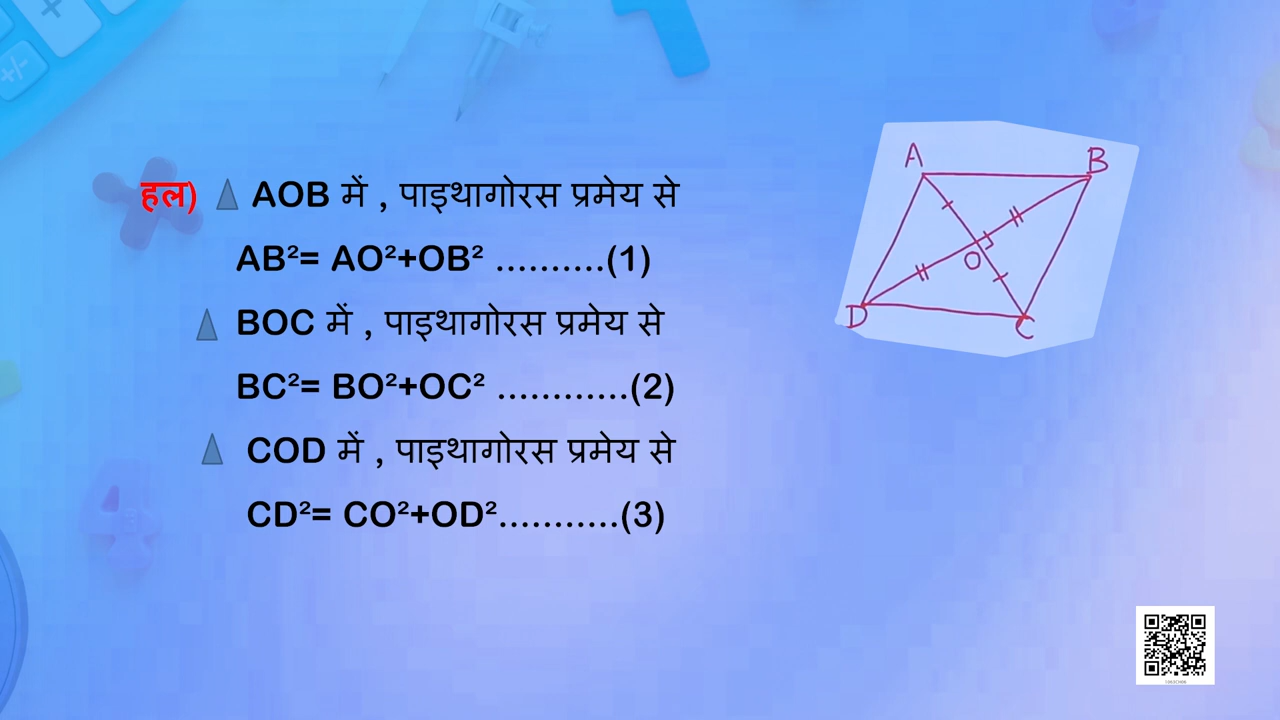 हल) AOB में , पाइथागोरस प्रमेय से
AB²= AO²+OB² ..........(1)
BOC में , पाइथागोरस प्रमेय से
BC²= BO²+OC² ............(2)
COD में , पाइथागोरस प्रमेय से
CD²= CO²+OD²...........(3)
A B
O
D C